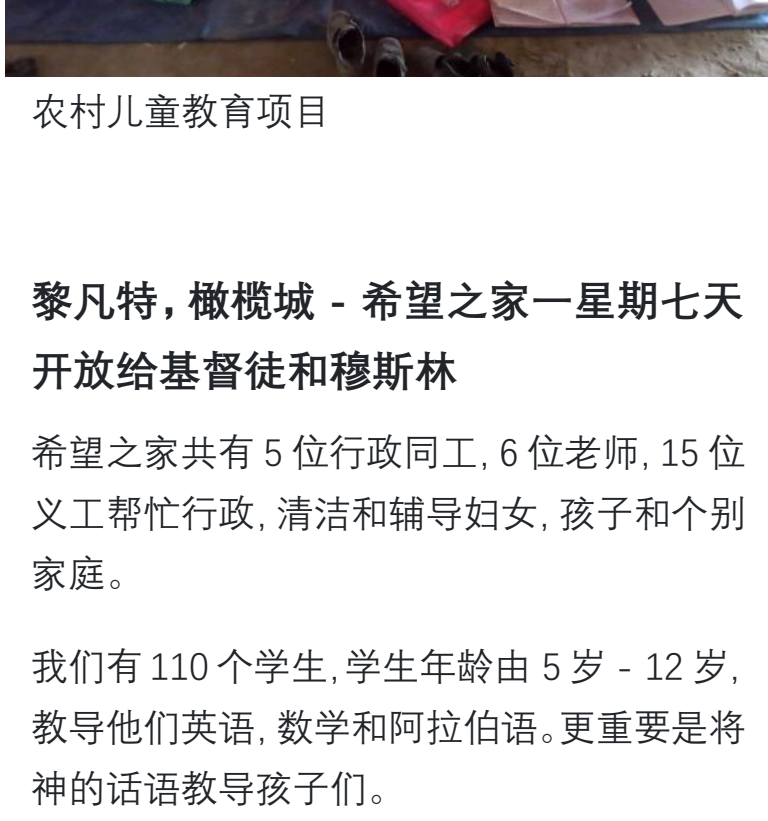 农村儿童教育项目
黎凡特，橄榄城 - 希望之家一星期七天
开放给基督徒和穆斯林
希望之家共有 5 位行政同工, 6 位老师, 15 位
义工帮忙行政, 清洁和辅导妇女, 孩子和个别
家庭。
我们有 110 个学生, 学生年龄由 5 岁 - 12 岁,
教导他们英语, 数学和阿拉伯语。更重要是将
神的话语教导孩子们。